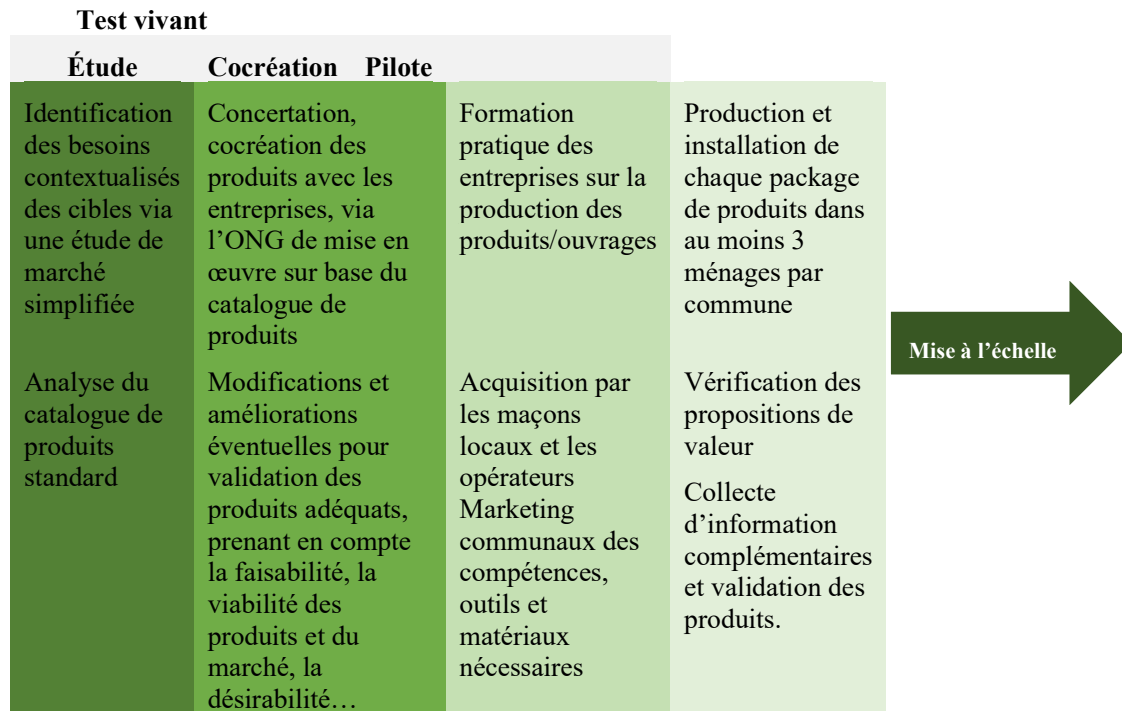 Test vivant
Étude Cocréation Pilote
Identification
des besoins
contextualisés
des cibles via
une étude de
marché
simplifiée
Analyse du
catalogue de
produits
standard
Concertation,
cocréation des
produits avec les
entreprises, via
l’ONG de mise en
œuvre sur base du
catalogue de
produits
Modifications et
améliorations
éventuelles pour
validation des
produits adéquats,
prenant en compte
la faisabilité, la
viabilité des
produits et du
marché, la
désirabilité…
Formation
pratique des
entreprises sur la
production des
produits/ouvrages
Acquisition par
les maçons
locaux et les
opérateurs
Marketing
communaux des
compétences,
outils et
matériaux
nécessaires
Production et
installation de
chaque package
de produits dans
au moins 3
ménages par
commune
Vérification des
propositions de
valeur
Collecte
d’information
complémentaires
et validation des
produits.
Mise à l’échelle